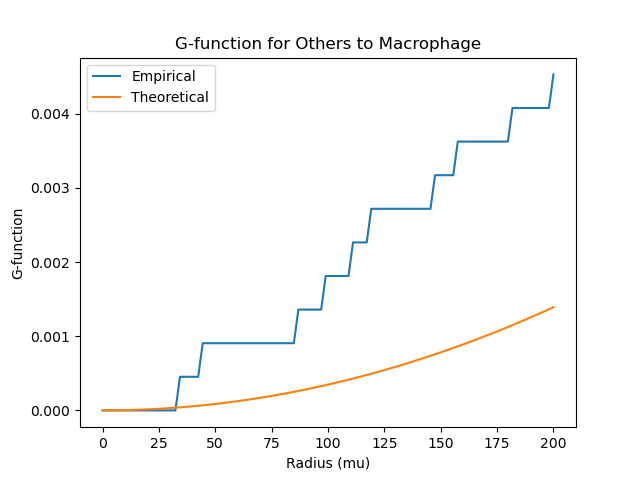 G-function for Others to Macrophage
Empirical
Theoretical
0.004
0.003
0.002
0.001
0.000
G-function
0 25 50 75 100 125 150 175 200
Radius (mu)